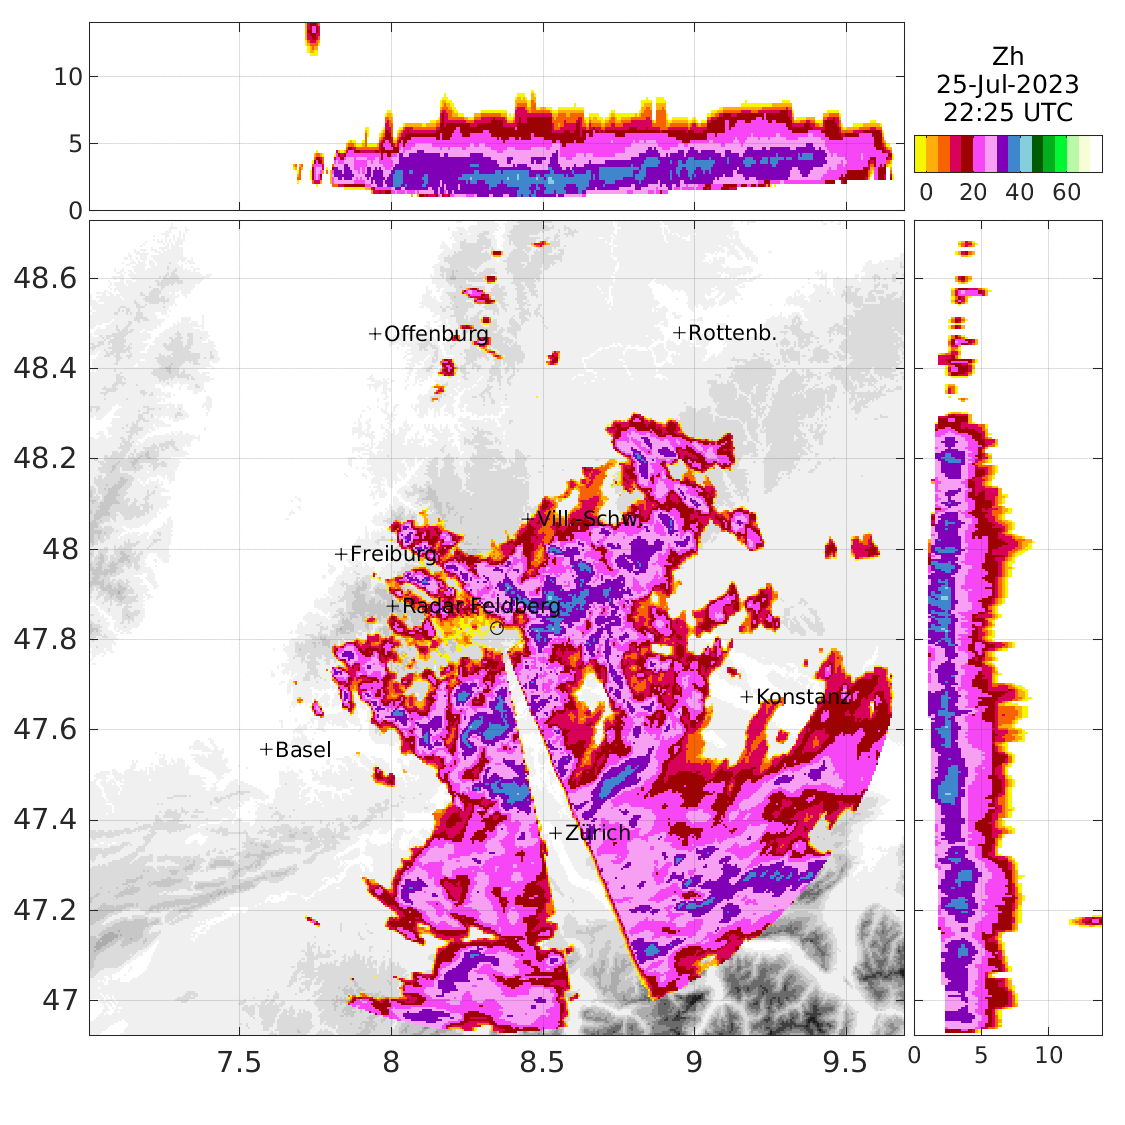 Zh
25-Jul-2023
22:25 UTC
0 20 40 60
10
5
0
48.6
48.4
48.2
48
47.8
47.6
47.4
47.2
47
+Offenburg
+Rottenb.
+Vill.-Schw.
+Freiburg
+Radar Feldberg
+Konstanz
+Basel
+Zürich
7.5 8 8.5 9 9.5
0 5 10